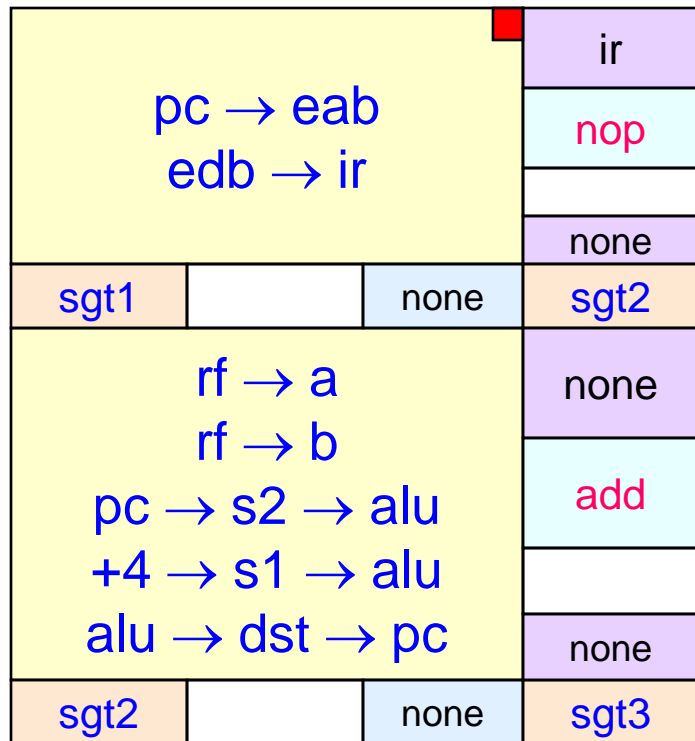 pc → eab
edb → ir
ir
nop
none
sgt1
none
sgt2
rf → a
rf → b
pc → s2 → alu
+4 → s1 → alu
alu → dst → pc
none
add
none
sgt2
none
sgt3